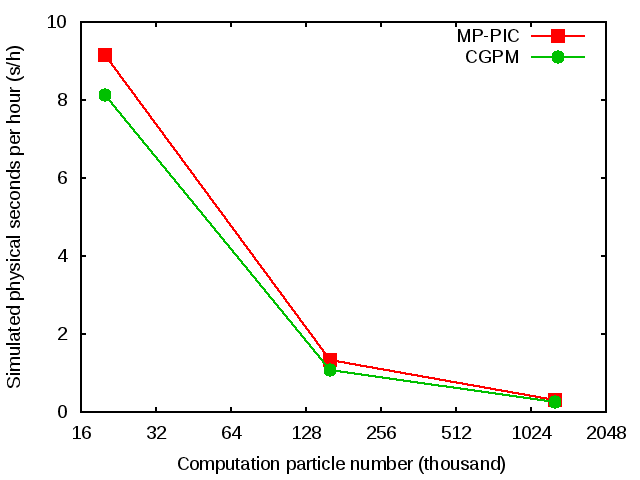 10
8
6
4
2
0
Simulated physical seconds per hour (s/h)
MP-PIC
CGPM
16 32 64 128 256 512 1024 2048
Computation particle number (thousand)